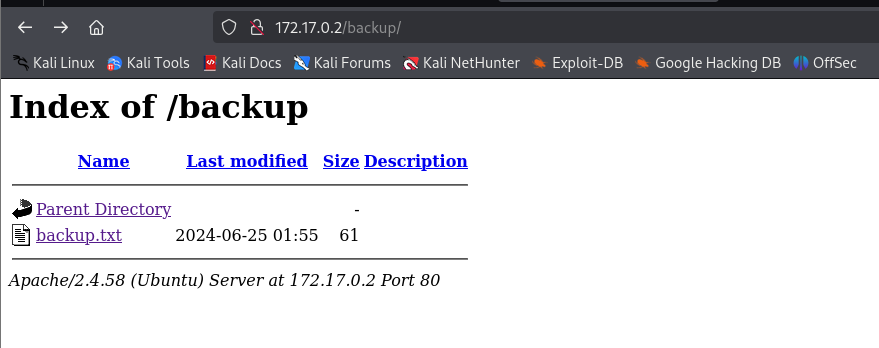 172.17.0.2/backup/
Kali Linux Kali Tools Kali Docs Kali Forums Kali NetHunter Exploit-DB Google Hacking DB OffSec
Index of /backup
Name Last modified Size Description
Parent Directory -
backup.txt 2024-06-25 01:55 61
Apache/2.4.58 (Ubuntu) Server at 172.17.0.2 Port 80